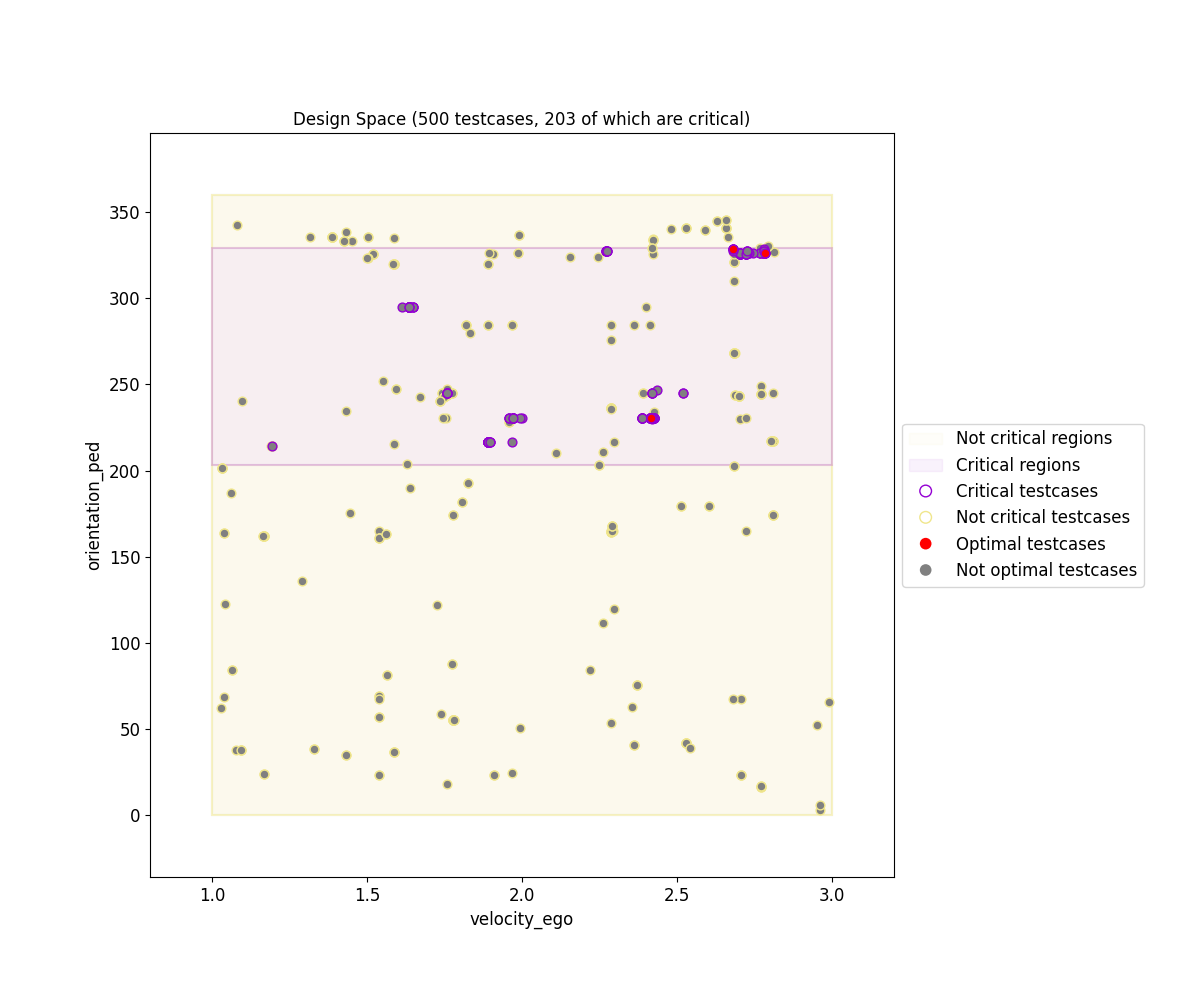 Design Space (500 testcases, 203 of which are critical)
350
300
250
200
150
100
50
0
orientation_ped
1.0 1.5 2.0 2.5 3.0
velocity_ego
Not critical regions
Critical regions
Critical testcases
Not critical testcases
Optimal testcases
Not optimal testcases